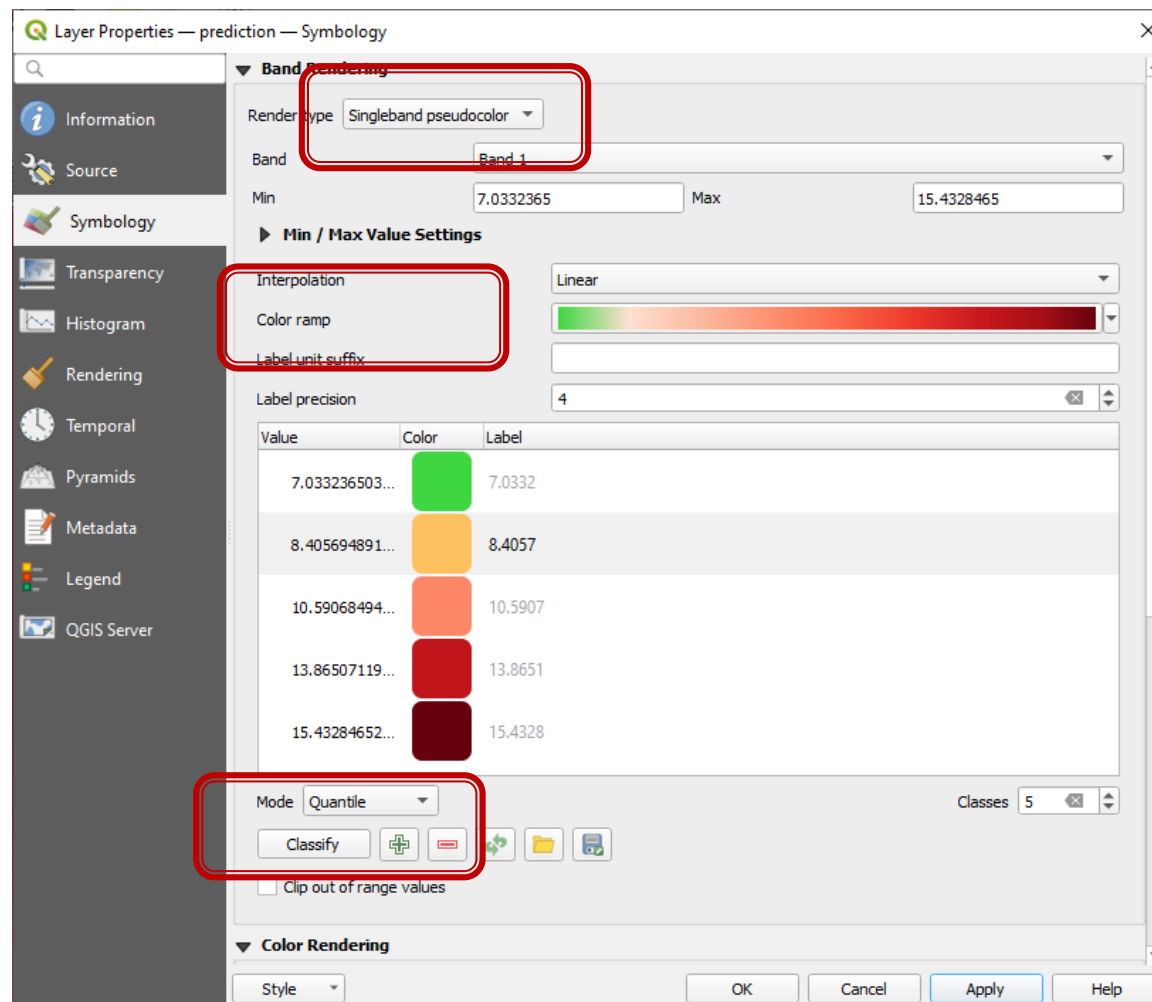 Layer Properties — prediction — Symbology
Band Rendering
Information
Render type Singleband pseudocolor
Band Band 1
Source
Min 7.0332365 Max 15.4328465
Symbology
Min / Max Value Settings
Transparency
Interpolation Linear
Histogram
Color ramp
Label unit suffix
Rendering
Label precision 4
Temporal
Value Color Label
Pyramids
7.033236503... 7.0332
Metadata
8.405694891... 8.4057
Legend
10.59068494... 10.5907
QGIS Server
13.86507119... 13.8651
15.43284652... 15.4328
Mode Quantile Classes 5
Classify
Clip out of range values
Color Rendering
Style OK Cancel Apply Help